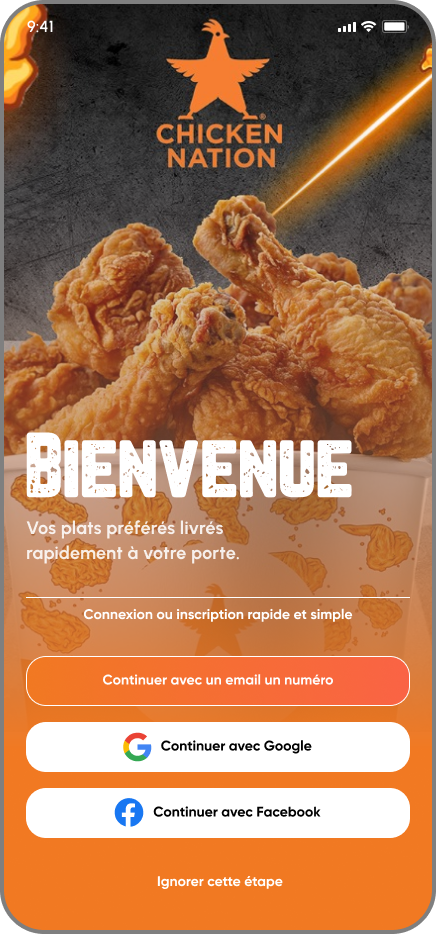 9:41
CHICKEN
NATION®
BIENVENUE
Vos plats préférés livrés
rapidement à votre porte.
Connexion ou inscription rapide et simple
Continuer avec un email un numéro
Continuer avec Google
Continuer avec Facebook
Ignorer cette étape